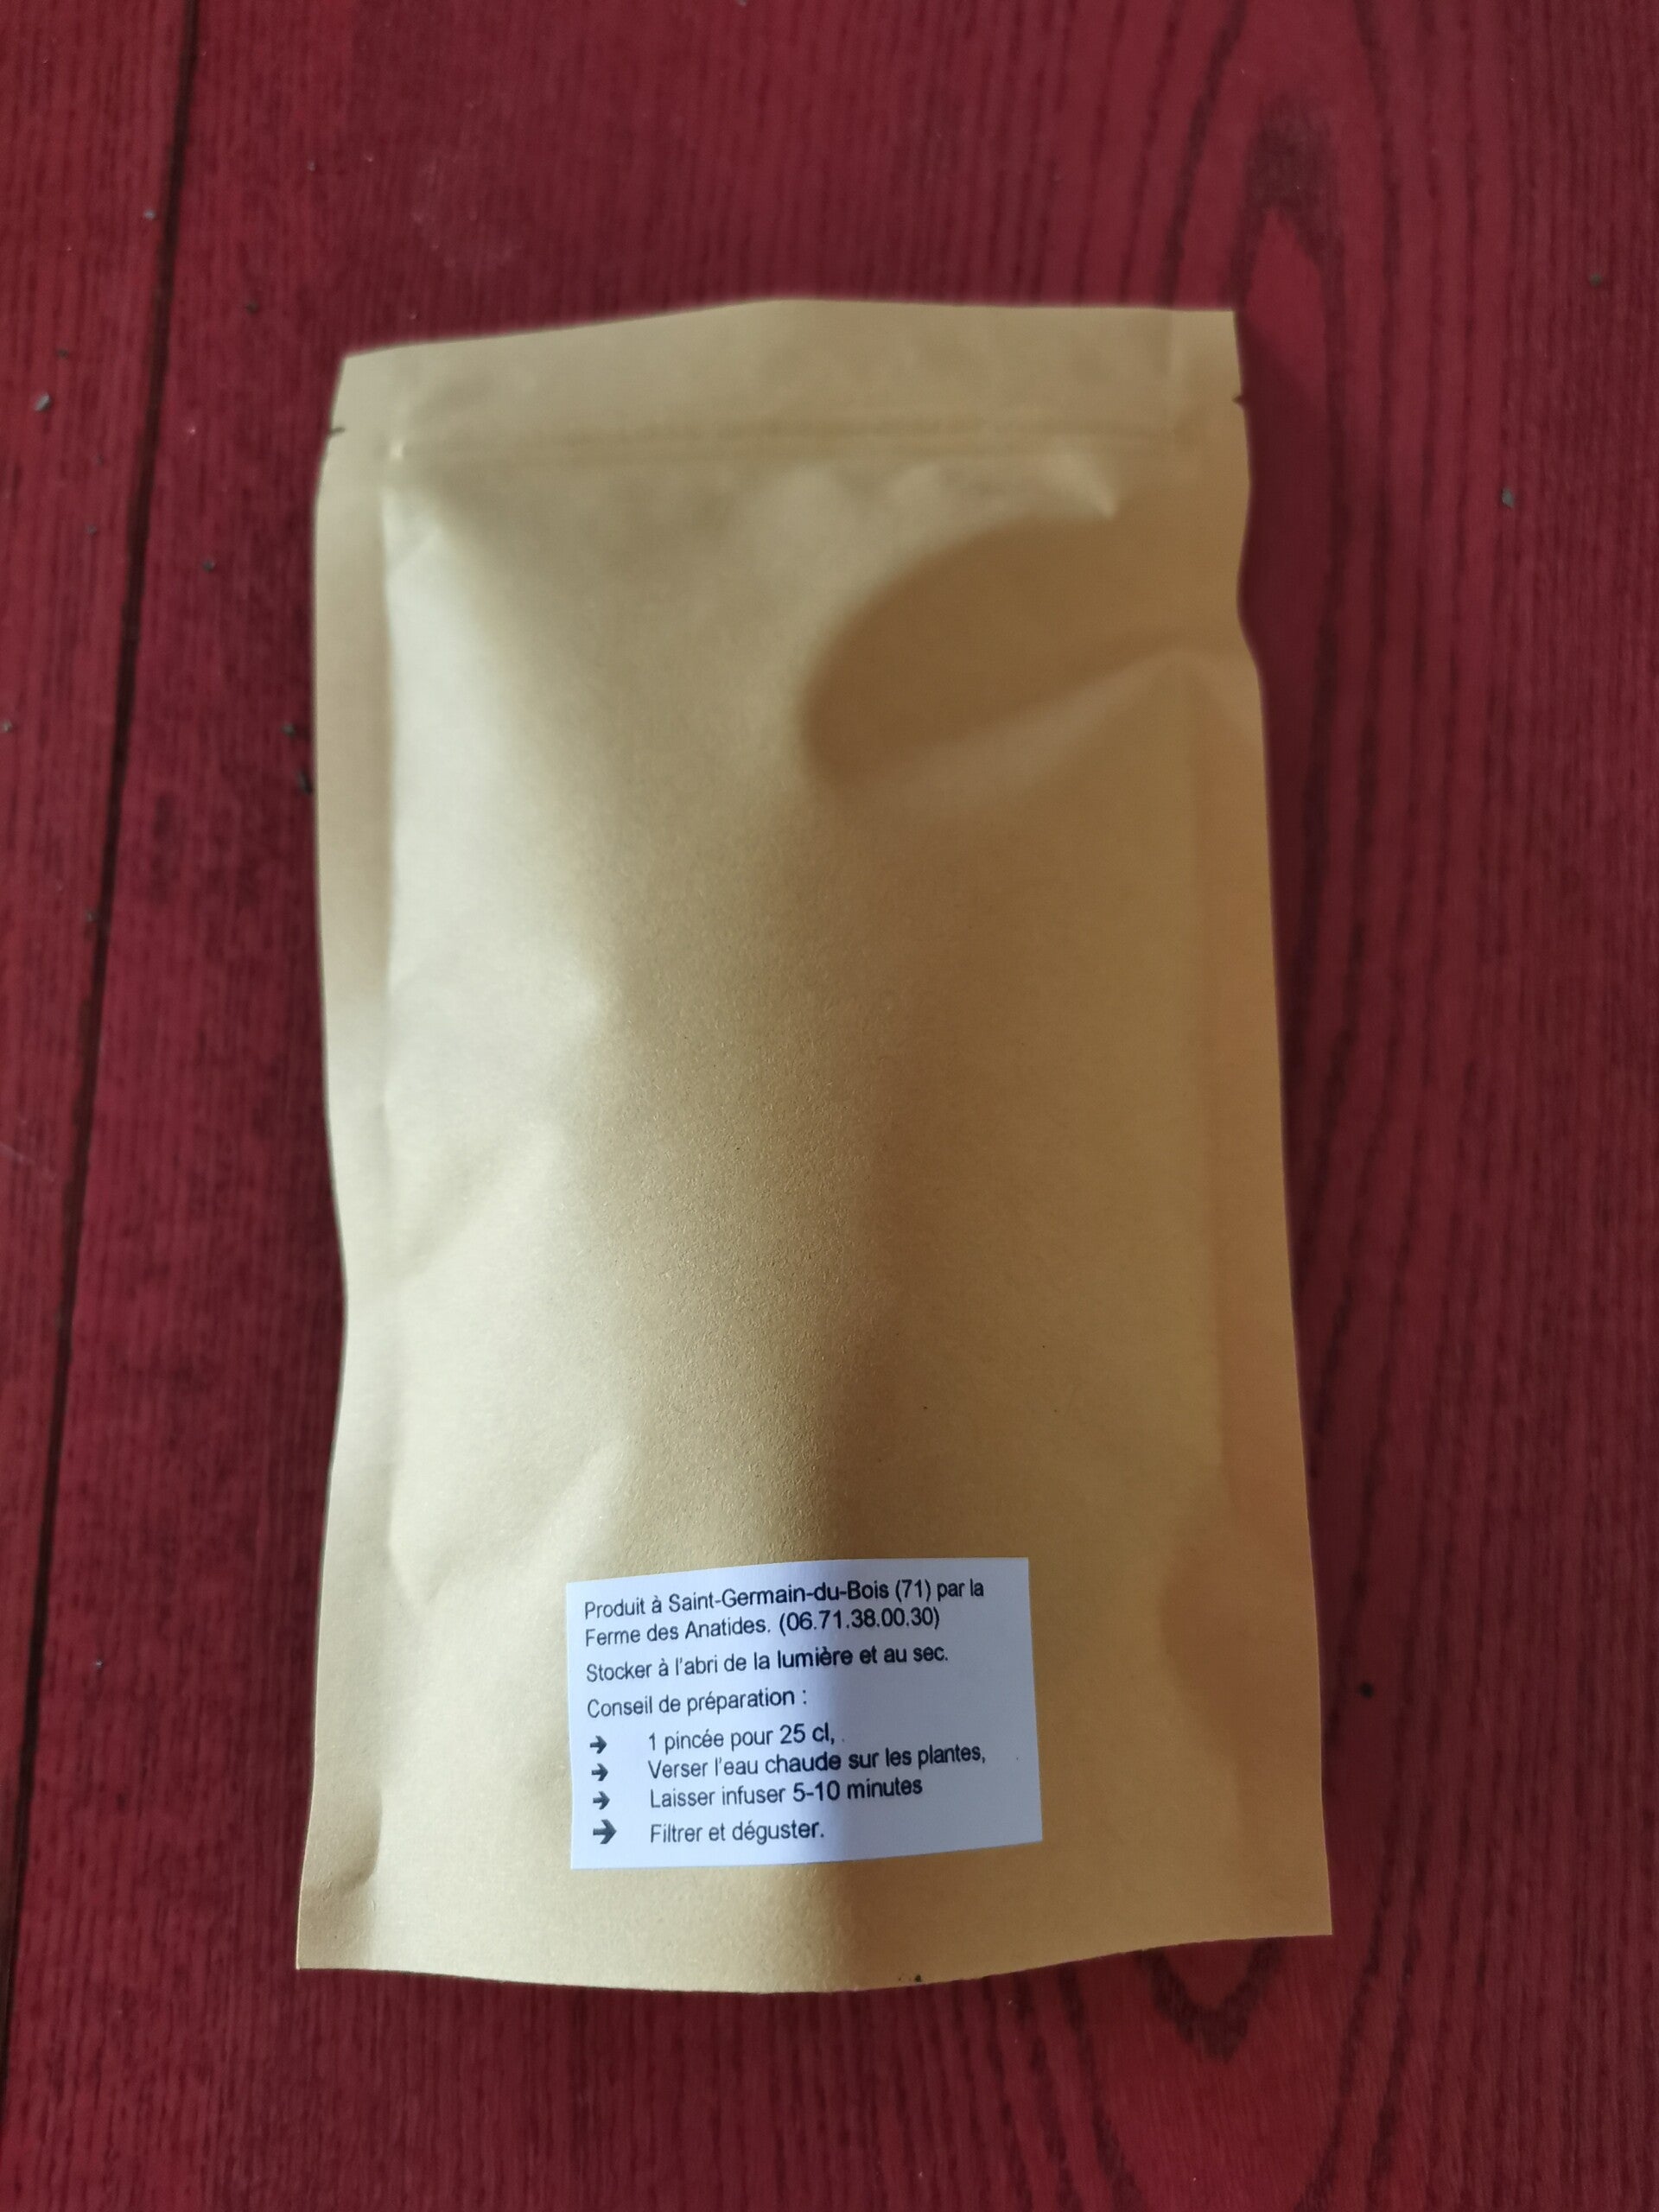 Produit à Saint-Germain-du-Bois (71) par la
Ferme des Anatides. (06.71.38.00.30)
Stocker à l'abri de la lumière et au sec.
Conseil de préparation :
➔ 1 pincée pour 25 cl,
➔ Verser l'eau chaude sur les plantes,
➔ Laisser infuser 5-10 minutes
➔ Filtrer et déguster.